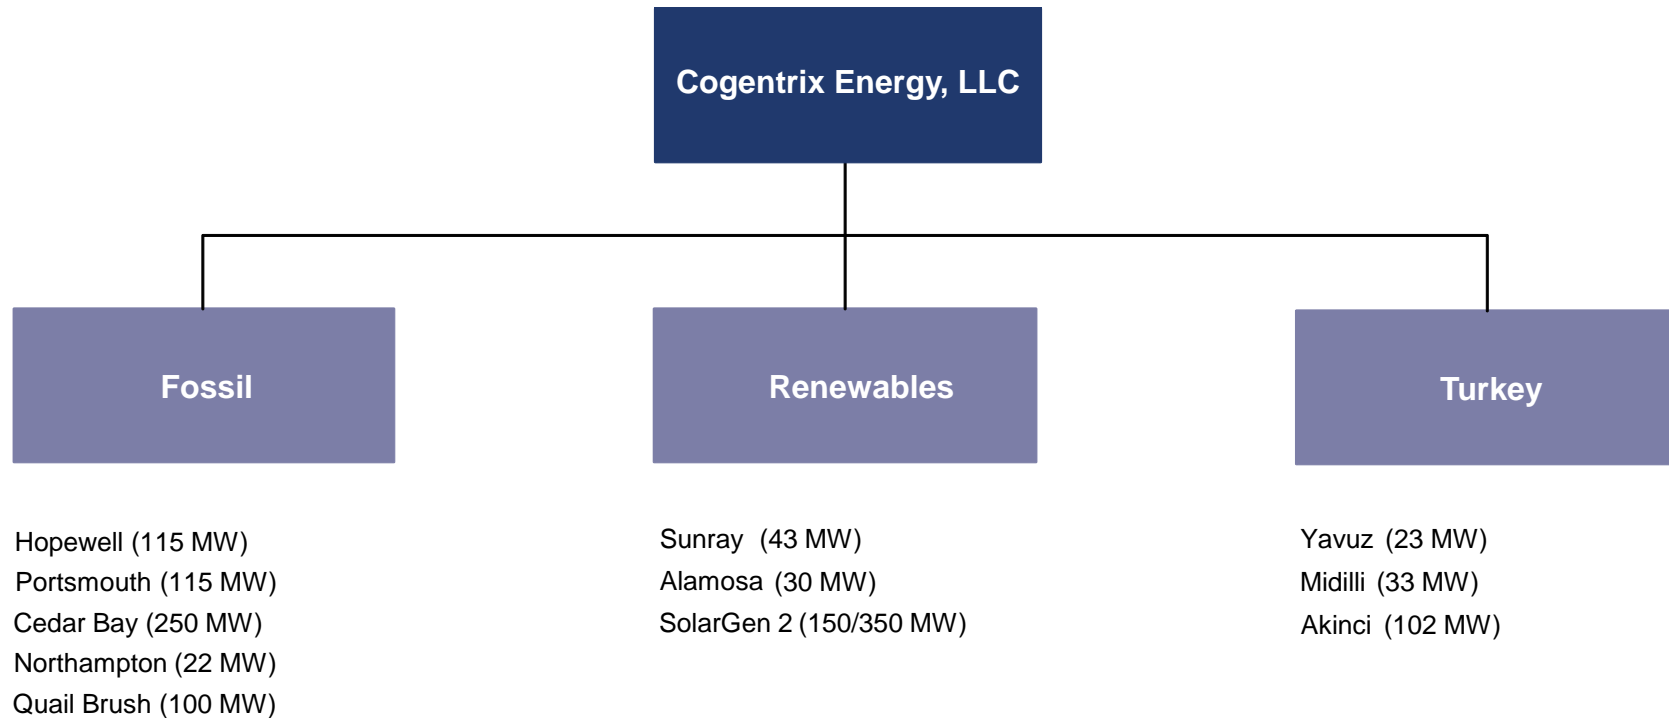 Cogentrix Energy, LLC
Fossil
Renewables
Turkey
Hopewell (115 MW)
Portsmouth (115 MW)
Cedar Bay (250 MW)
Northampton (22 MW)
Quail Brush (100 MW)
Sunray (43 MW)
Alamosa (30 MW)
SolarGen 2 (150/350 MW)
Yavuz (23 MW)
Midilli (33 MW)
Akinci (102 MW)